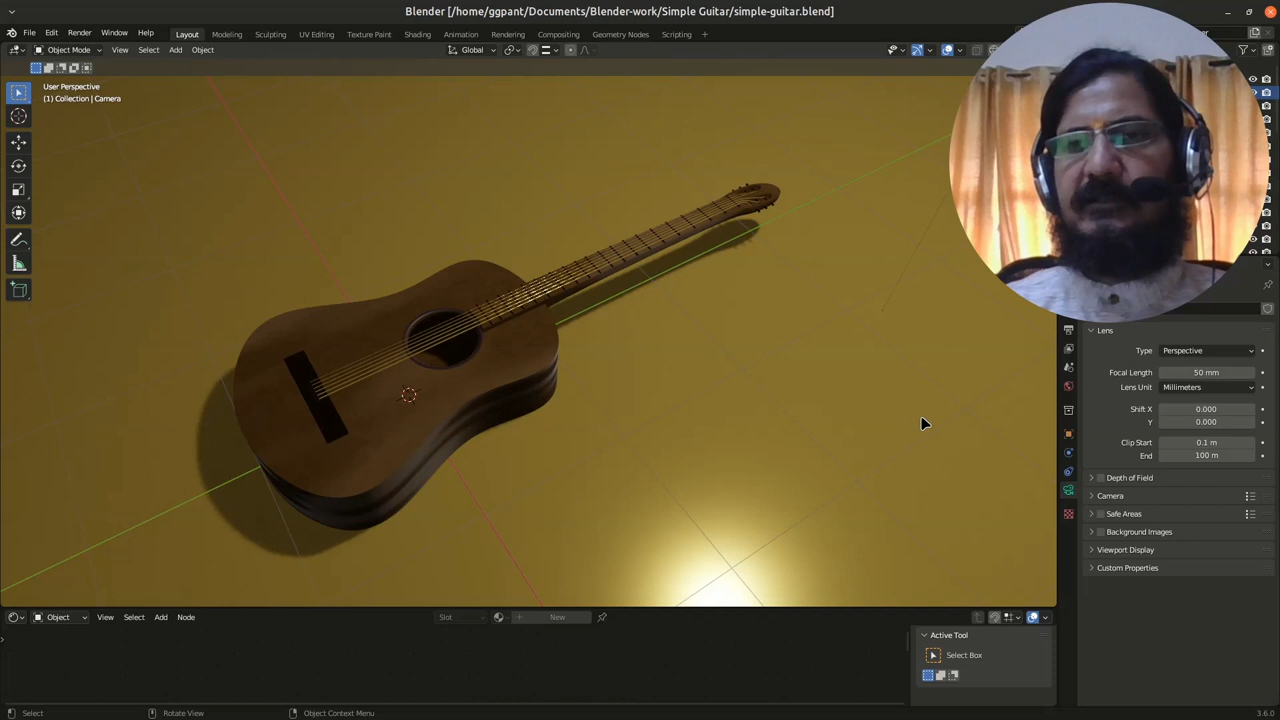 Blender [/home/ggpant/Documents/Blender-work/Simple Guitar/simple-guitar.blend]
File Edit Render Window Help Layout Modeling Sculpting UV Editing Texture Paint Shading Animation Rendering Compositing Geometry Nodes Scripting +
Object Mode View Select Add Object Global
User Perspective
(1) Collection | Camera
Lens
Type Perspective
Focal Length 50 mm
Lens Unit Millimeters
Shift X 0.000
Y 0.000
Clip Start 0.1 m
End 100 m
Depth of Field
Camera
Safe Areas
Background Images
Viewport Display
Custom Properties
Object View Select Add Node Slot New
Active Tool
Select Box
Select Rotate View Object Context Menu 3.6.0